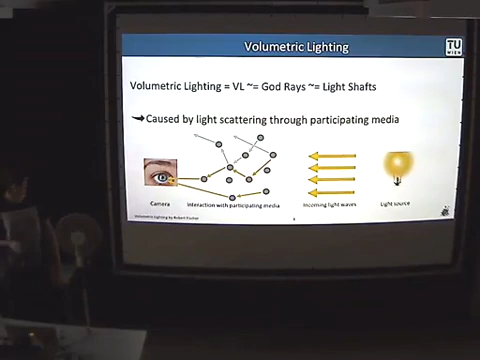 Volumetric Lighting
TU
WIEN
Volumetric Lighting = VL ~= God Rays ~= Light Shafts
Caused by light scattering through participating media
Camera
Interaction with participating media
Incoming light waves
Light source
Volumetric Lighting by Robert Fischer